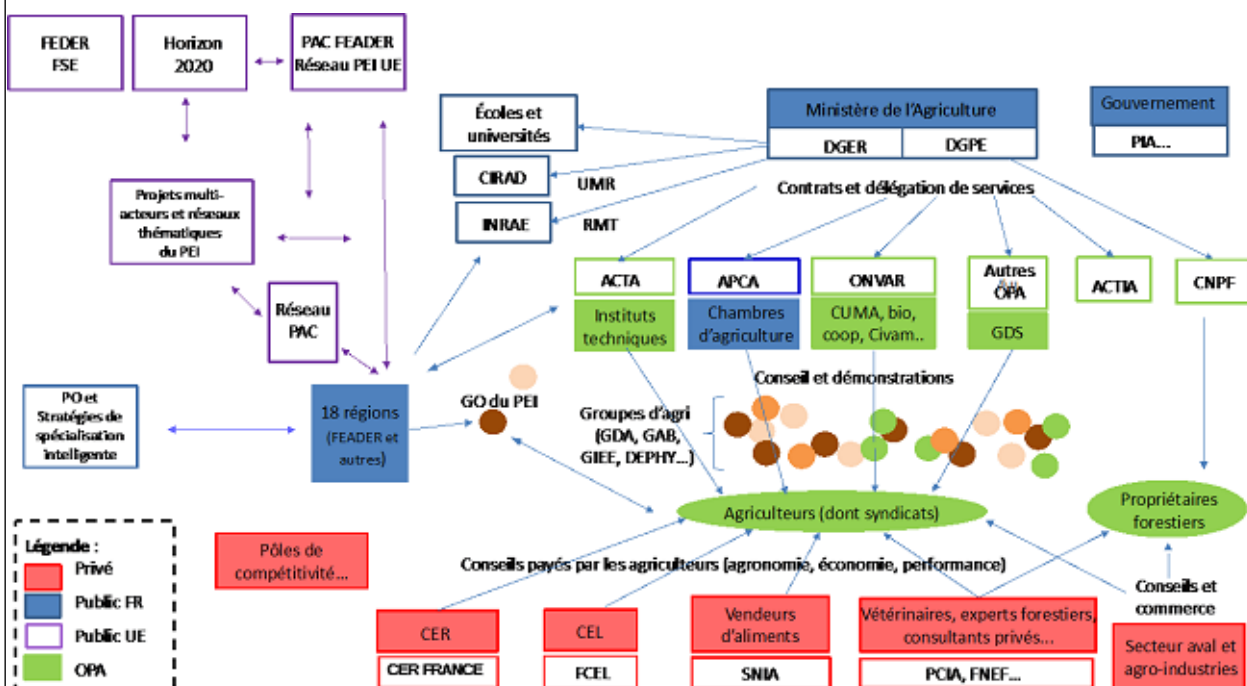 FEDER
FSE
Horizon
2020
PAC FEADER
Réseau PEI UE
Écoles et
universités
CIRAD
UMR
INRAE
RMT
Ministère de l'Agriculture
DGER
DGPE
Gouvernement
PIA...
Contrats et délégation de services
Projets multi-
acteurs et réseaux
thématiques
du PEI
Réseau
PAC
ACTA
Instituts
techniques
APCA
Chambres
d'agriculture
ONVAR
CUMA, bio,
coop, Civam..
Autres
OPA
GDS
ACTIA
CNPF
Conseil et démonstrations
PO et
Stratégies de
spécialisation
intelligente
18 régions
(FEADER et
autres)
GO du PEI
Groupes d'agri
(GDA, GAB,
GIEE, DEPHY...)
Agriculteurs (dont syndicats)
Propriétaires
forestiers
Légende :
Privé
Public FR
Public UE
OPA
Pôles de
compétitivité...
Conseils payés par les agriculteurs (agronomie, économie, performance)
Conseils et
commerce
CER
CER FRANCE
CEL
FCEL
Vendeurs
d'aliments
SNIA
Vétérinaires, experts forestiers,
consultants privés...
PCIA, FNEF...
Secteur aval et
agro-industries